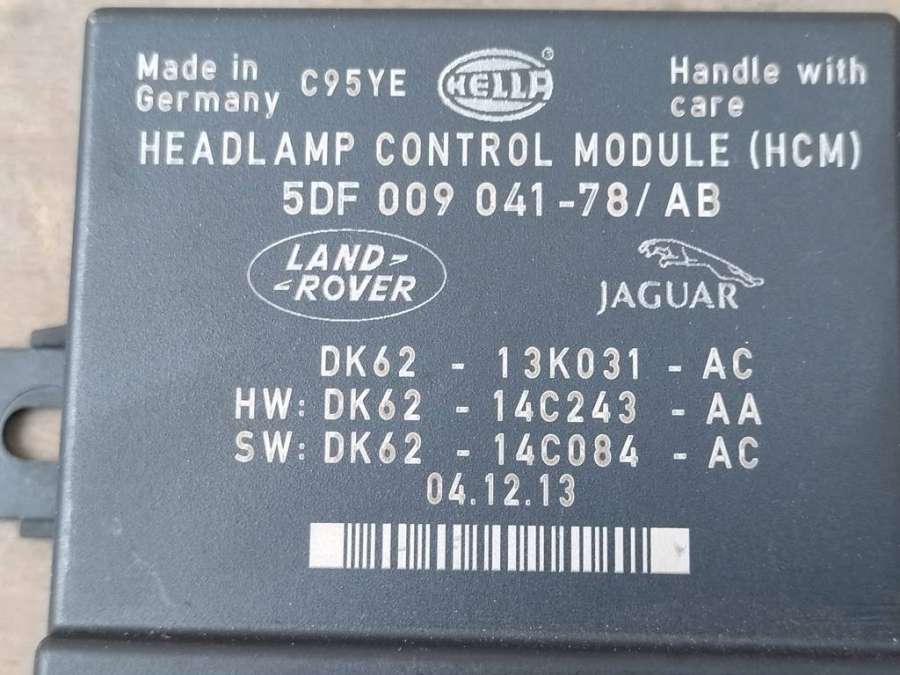 Made in
Germany
C95YE
HELLA®
Handle with
care
HEADLAMP CONTROL MODULE (HCM)
5DF 009 041-78/ AB
LAND-
-ROVER
JAGUAR
DK62 - 13K031 - AC
HW: DK62 - 14C243 - AA
SW: DK62 - 14C084 - AC
04.12.13